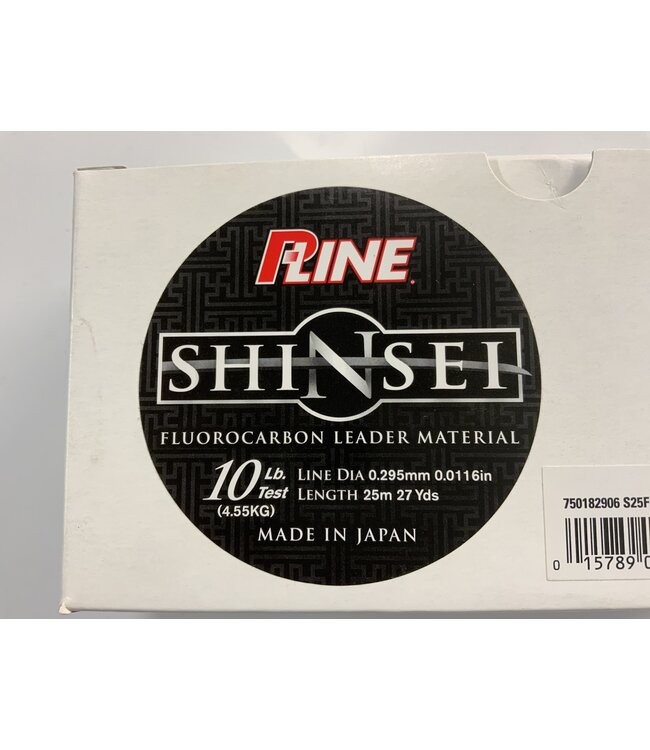 P-LINE
SHINSEI
FLUOROCARBON LEADER MATERIAL
10 Lb. Test LINE DIA 0.295mm 0.0116in
(4.55KG) LENGTH 25m 27 Yds
MADE IN JAPAN
750182906 S25F
0 15789 0